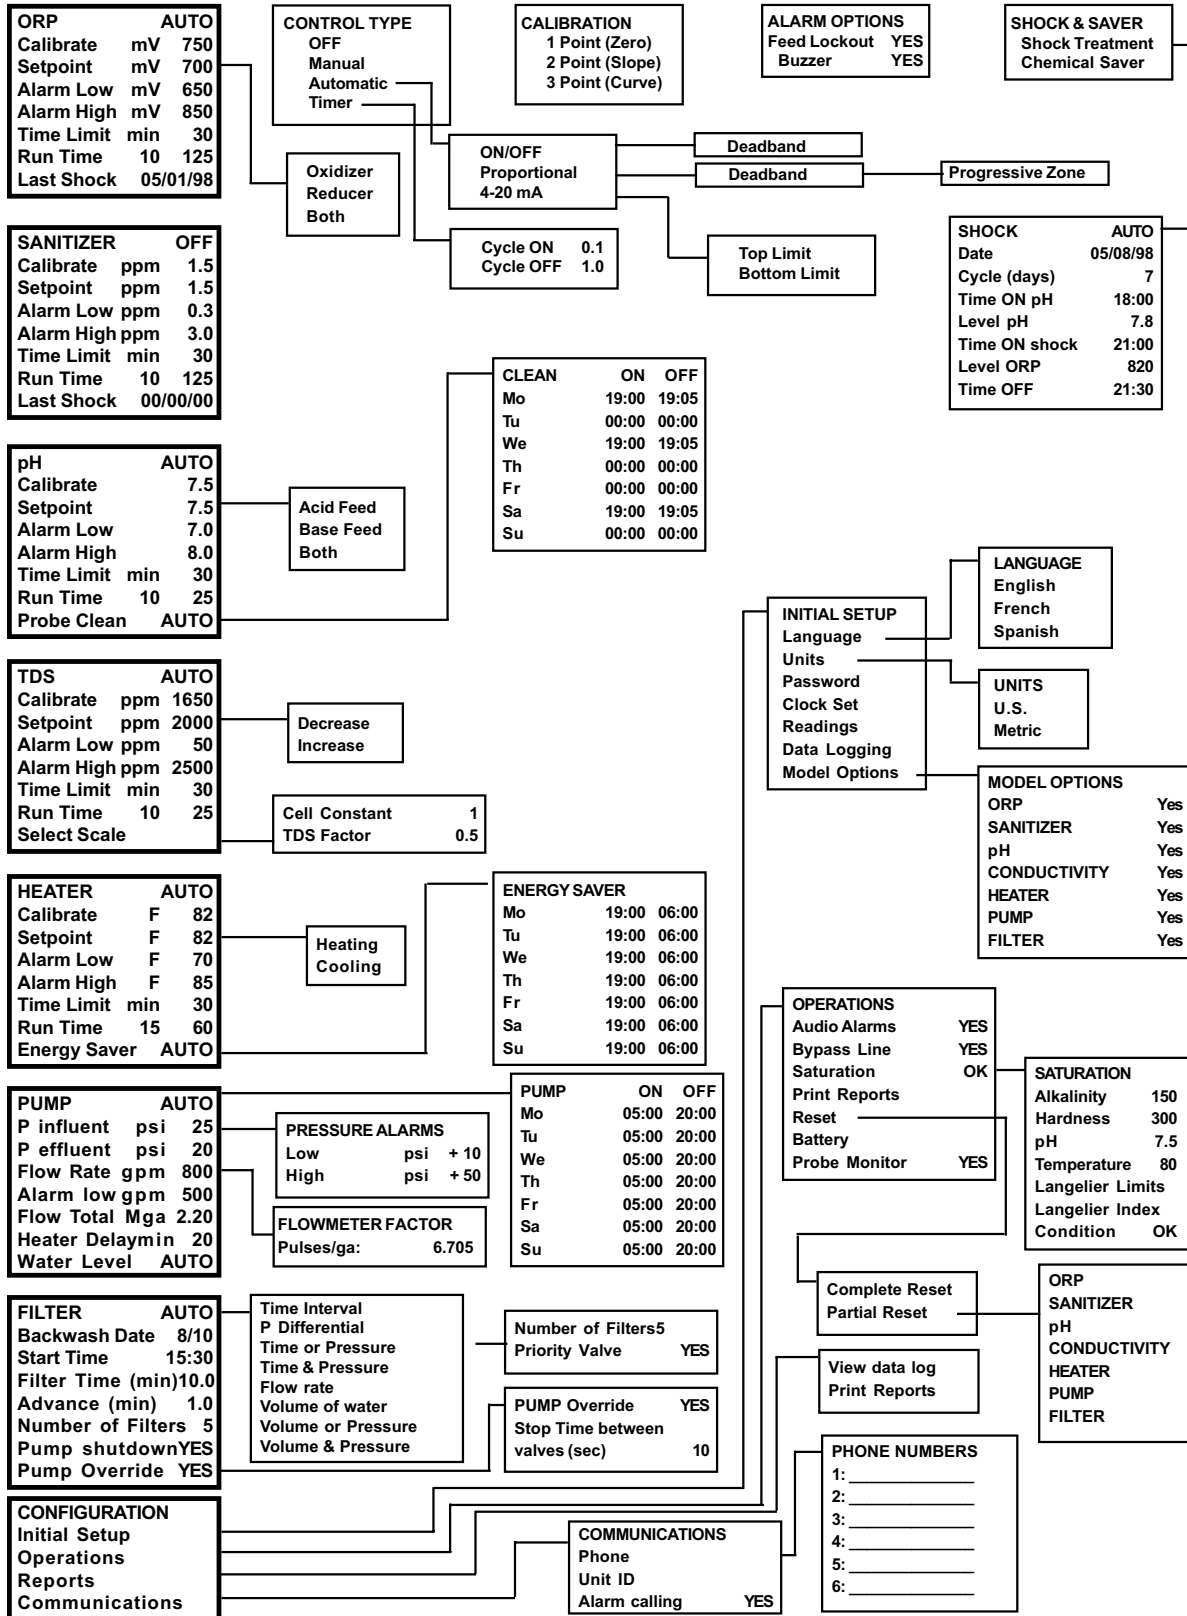 ORP AUTO
Calibrate mV 750
Setpoint mV 700
Alarm Low mV 650
Alarm High mV 850
Time Limit min 30
Run Time 10 125
Last Shock 05/01/98
CONTROL TYPE
OFF
Manual
Automatic
Timer
CALIBRATION
1 Point (Zero)
2 Point (Slope)
3 Point (Curve)
ALARM OPTIONS
Feed Lockout YES
Buzzer YES
SHOCK & SAVER
Shock Treatment
Chemical Saver
Oxidizer
Reducer
Both
ON/OFF
Proportional
4-20 mA
Deadband
Deadband
Progressive Zone
Cycle ON 0.1
Cycle OFF 1.0
Top Limit
Bottom Limit
SHOCK AUTO
Date 05/08/98
Cycle (days) 7
Time ON pH 18:00
Level pH 7.8
Time ON shock 21:00
Level ORP 820
Time OFF 21:30
SANITIZER OFF
Calibrate ppm 1.5
Setpoint ppm 1.5
Alarm Low ppm 0.3
Alarm High ppm 3.0
Time Limit min 30
Run Time 10 125
Last Shock 00/00/00
CLEAN ON OFF
Mo 19:00 19:05
Tu 00:00 00:00
We 19:00 19:05
Th 00:00 00:00
Fr 00:00 00:00
Sa 19:00 19:05
Su 00:00 00:00
pH AUTO
Calibrate 7.5
Setpoint 7.5
Alarm Low 7.0
Alarm High 8.0
Time Limit min 30
Run Time 10 25
Probe Clean AUTO
Acid Feed
Base Feed
Both
INITIAL SETUP
Language
Units
Password
Clock Set
Readings
Data Logging
Model Options
LANGUAGE
English
French
Spanish
UNITS
U.S.
Metric
MODEL OPTIONS
ORP Yes
SANITIZER Yes
pH Yes
CONDUCTIVITY Yes
HEATER Yes
PUMP Yes
FILTER Yes
TDS AUTO
Calibrate ppm 1650
Setpoint ppm 2000
Alarm Low ppm 50
Alarm High ppm 2500
Time Limit min 30
Run Time 10 25
Select Scale
Decrease
Increase
Cell Constant 1
TDS Factor 0.5
HEATER AUTO
Calibrate F 82
Setpoint F 82
Alarm Low F 70
Alarm High F 85
Time Limit min 30
Run Time 15 60
Energy Saver AUTO
Heating
Cooling
ENERGY SAVER
Mo 19:00 06:00
Tu 19:00 06:00
We 19:00 06:00
Th 19:00 06:00
Fr 19:00 06:00
Sa 19:00 06:00
Su 19:00 06:00
OPERATIONS
Audio Alarms YES
Bypass Line YES
Saturation OK
Print Reports
Reset
Battery
Probe Monitor YES
SATURATION
Alkalinity 150
Hardness 300
pH 7.5
Temperature 80
Langelier Limits
Langelier Index
Condition OK
PUMP AUTO
P influent psi 25
P effluent psi 20
Flow Rate gpm 800
Alarm low gpm 500
Flow Total Mga 2.20
Heater Delaymin 20
Water Level AUTO
PRESSURE ALARMS
Low psi + 10
High psi + 50
FLOWMETER FACTOR
Pulses/ga: 6.705
PUMP ON OFF
Mo 05:00 20:00
Tu 05:00 20:00
We 05:00 20:00
Th 05:00 20:00
Fr 05:00 20:00
Sa 05:00 20:00
Su 05:00 20:00
Complete Reset
Partial Reset
ORP
SANITIZER
pH
CONDUCTIVITY
HEATER
PUMP
FILTER
FILTER AUTO
Backwash Date 8/10
Start Time 15:30
Filter Time (min)10.0
Advance (min) 1.0
Number of Filters 5
Pump shutdownYES
Pump Override YES
Time Interval
P Differential
Time or Pressure
Time & Pressure
Flow rate
Volume of water
Volume or Pressure
Volume & Pressure
Number of Filters5
Priority Valve YES
PUMP Override YES
Stop Time between
valves (sec) 10
View data log
Print Reports
CONFIGURATION
Initial Setup
Operations
Reports
Communications
COMMUNICATIONS
Phone
Unit ID
Alarm calling YES
PHONE NUMBERS
1: _______________
2: _______________
3: _______________
4: _______________
5: _______________
6: _______________